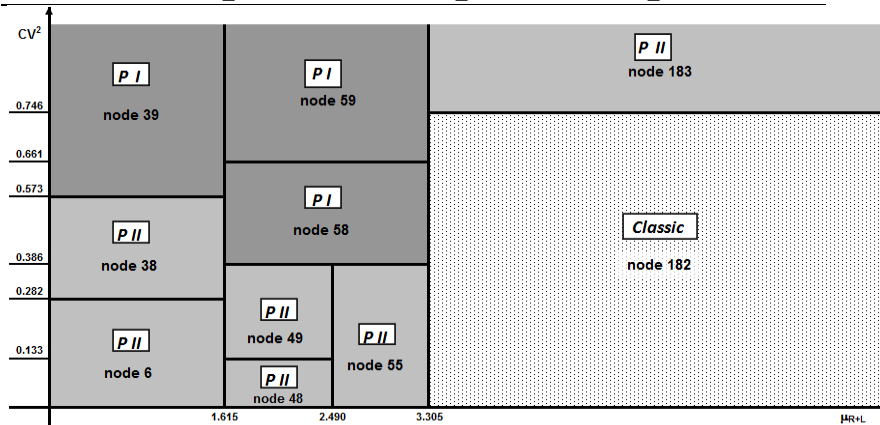 CV²
P I
node 39
P I
node 59
P II
node 183
0.746
0.661
0.573
P I
node 58
P II
node 38
Classic
node 182
0.386
0.282
P II
node 49
P II
node 55
P II
node 6
0.133
P II
node 48
1.615
2.490
3.305
μR+L